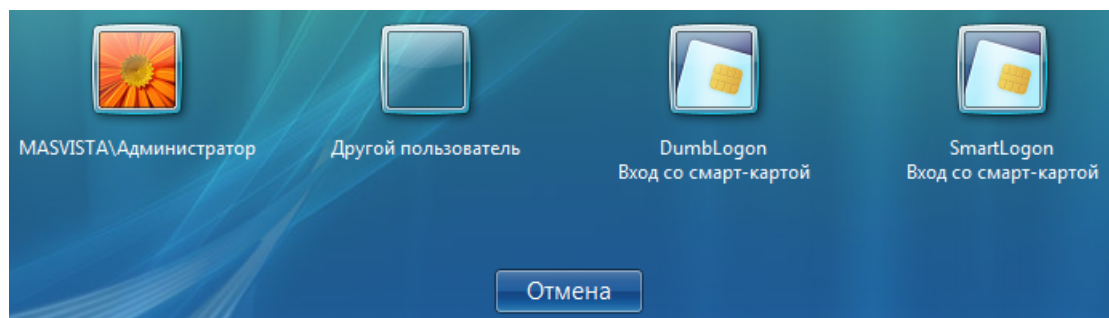 MASVISTA\Администратор
Другой пользователь
DumbLogon
Вход со смарт-картой
SmartLogon
Вход со смарт-картой
Отмена